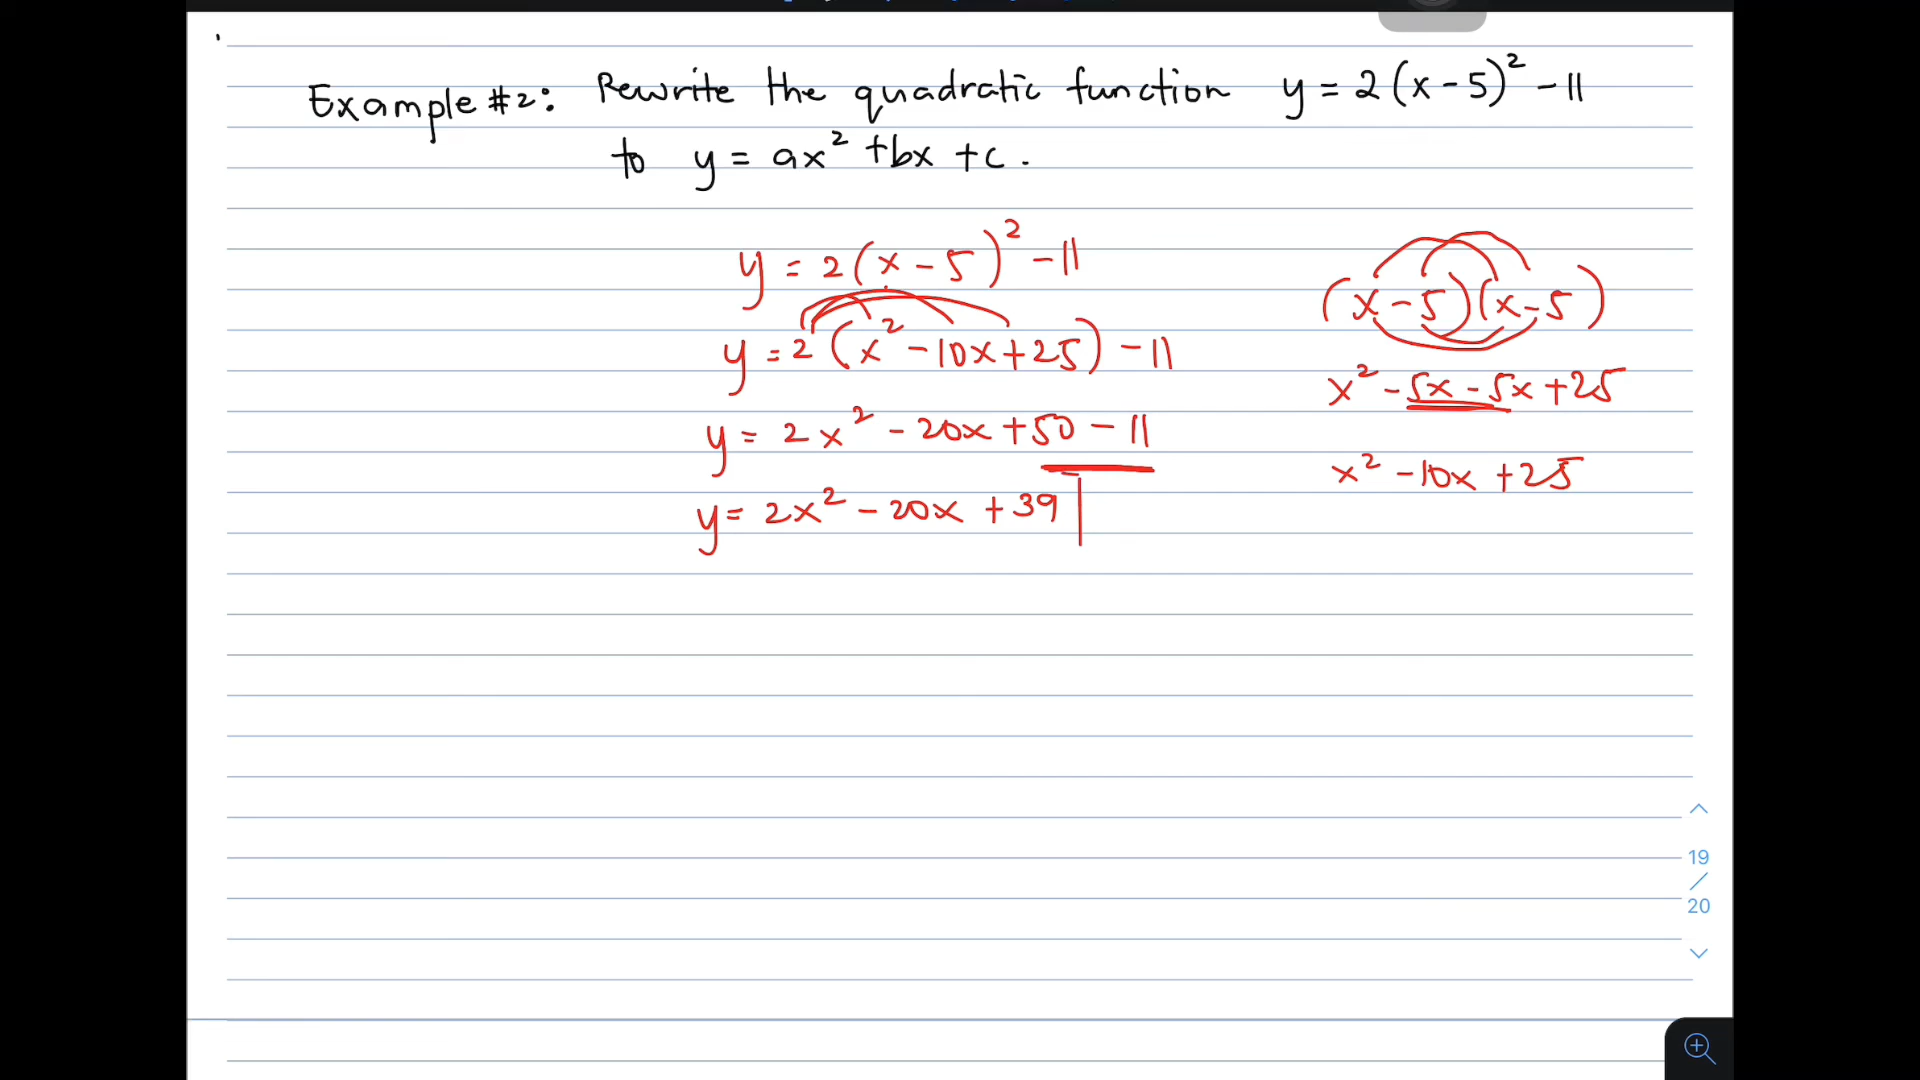 Example #2: Rewrite the quadratic function y = 2(x - 5)² - 11
to y = ax² + bx + c.
y = 2(x - 5)² - 11
y = 2(x² - 10x + 25) - 11
y = 2x² - 20x + 50 - 11
y = 2x² - 20x + 39
(x - 5)(x - 5)
x² - 5x - 5x + 25
x² - 10x + 25
19
/
20